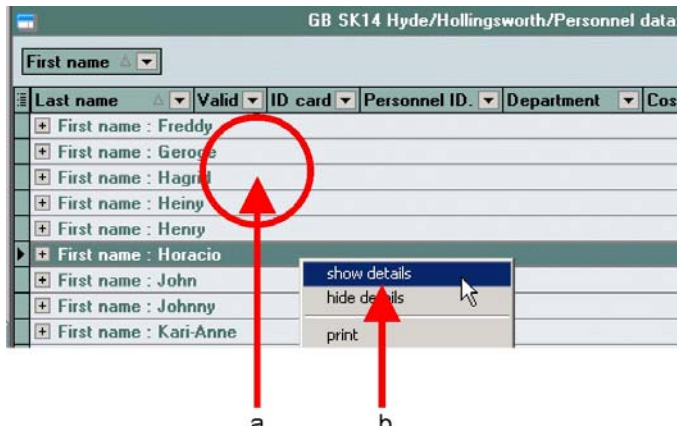 GB SK14 Hyde/Hollingsworth/Personnel data
First name
Last name Valid ID card Personnel ID. Department Cos
First name : Freddy
First name : Geroge
First name : Hagrid
First name : Heiny
First name : Henry
First name : Horacio
show details
First name : John
hide details
First name : Johnny
First name : Kari-Anne
print
a b